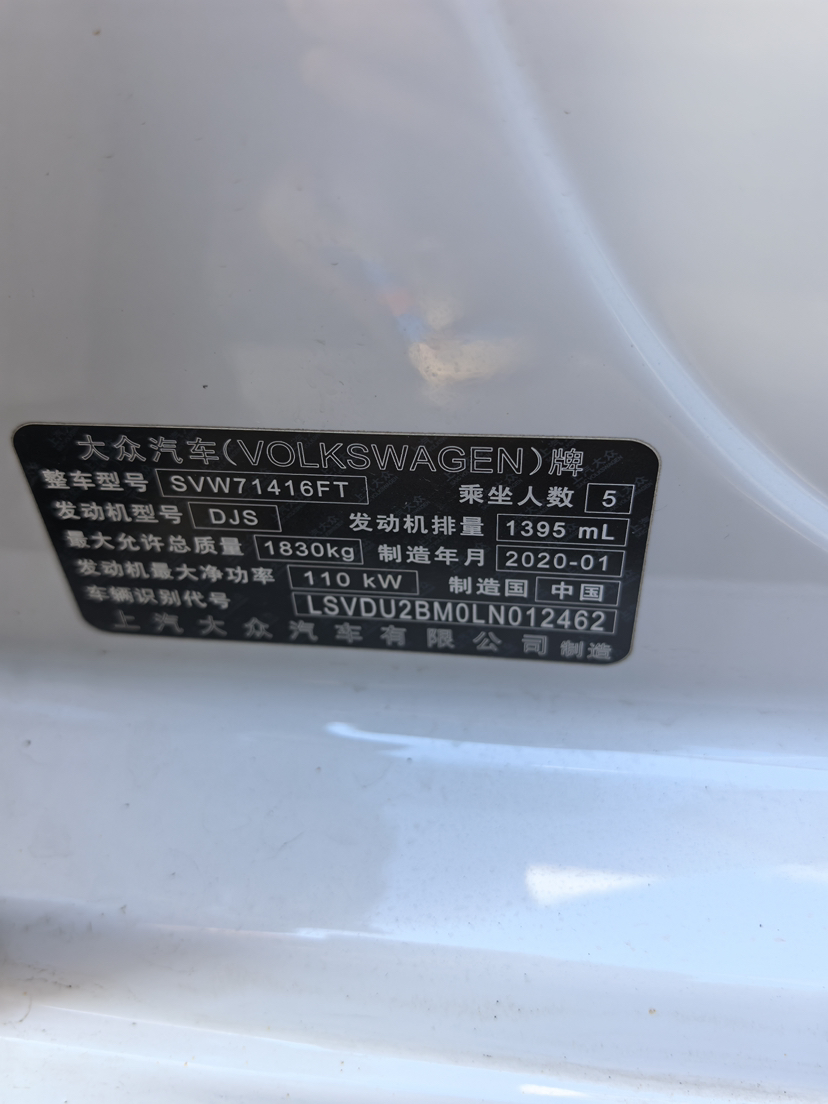 大众汽车(VOLKSWAGEN)牌
整车型号 SVW71416FT 乘坐人数 5
发动机型号 DJS 发动机排量 1395 mL
最大允许总质量 1830kg 制造年月 2020-01
发动机最大净功率 110 kW 制造国 中国
车辆识别代号 LSVDU2BM0LN012462
上汽大众汽车有限公司 制造